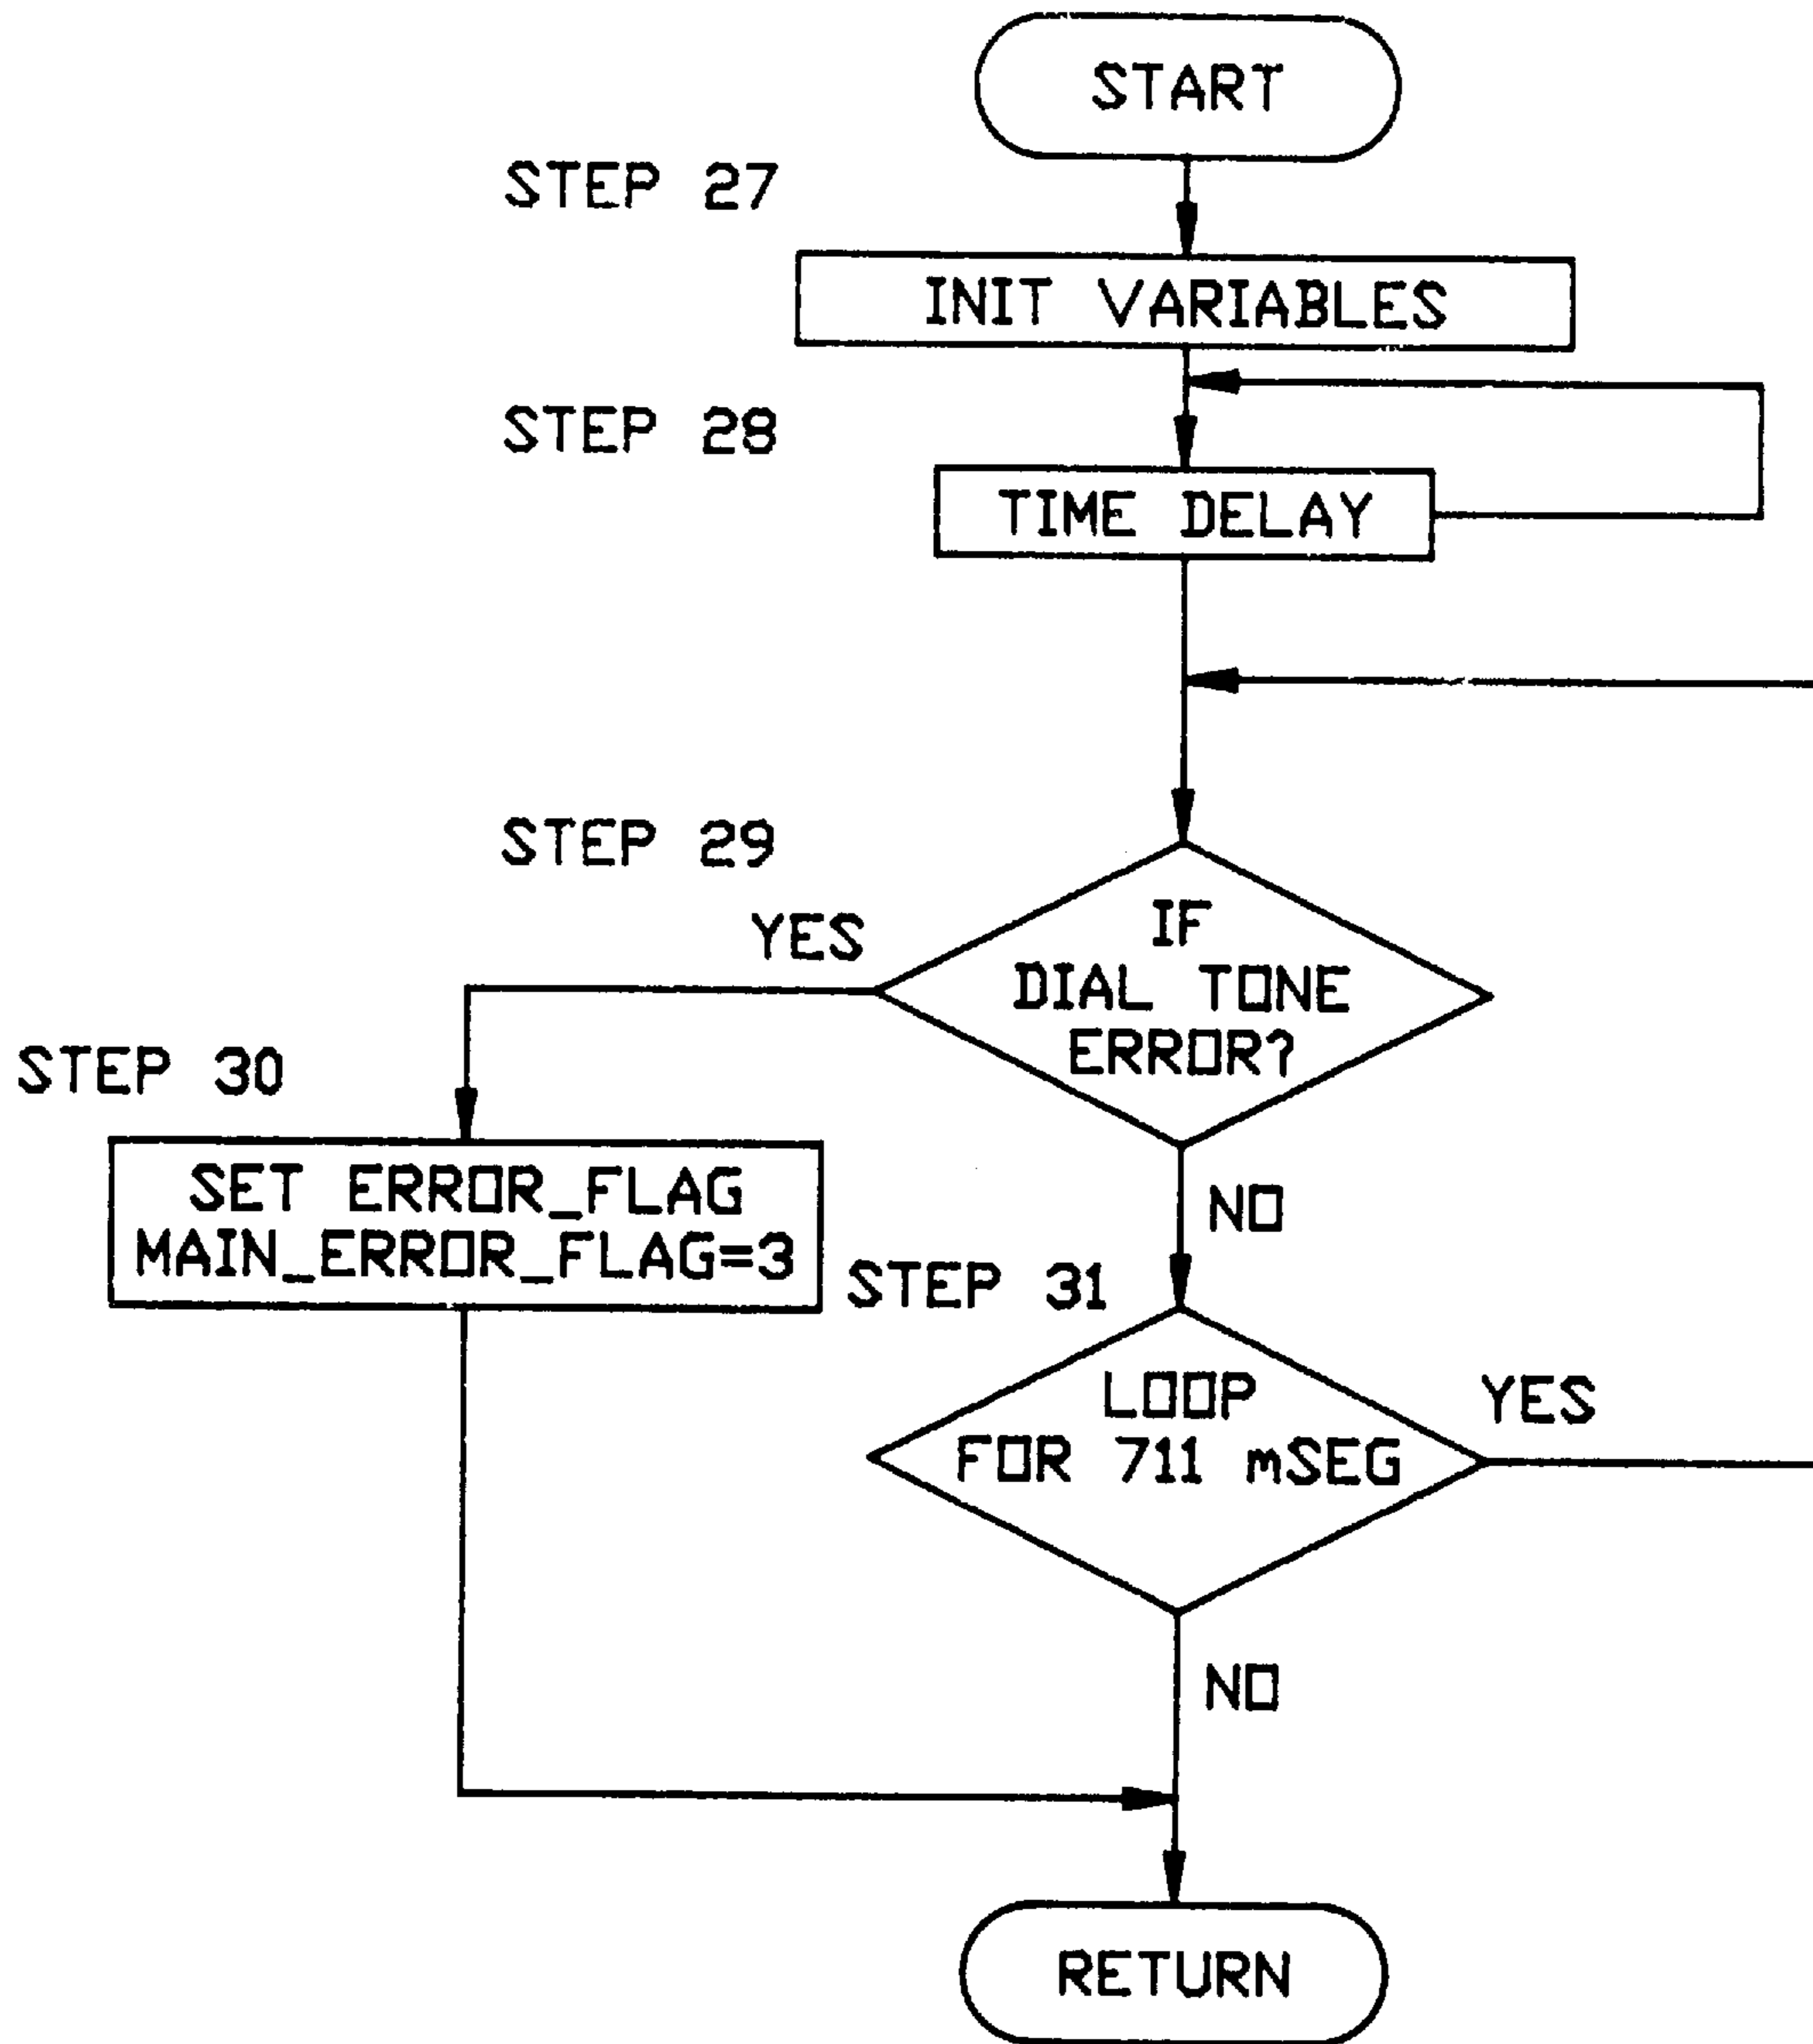 START
STEP 27
INIT VARIABLES
STEP 28
TIME DELAY
STEP 29
YES
IF
DIAL TONE
ERROR?
STEP 30
SET ERROR_FLAG
MAIN_ERROR_FLAG=3
NO
STEP 31
LOOP
FOR 711 mSEG
YES
NO
RETURN